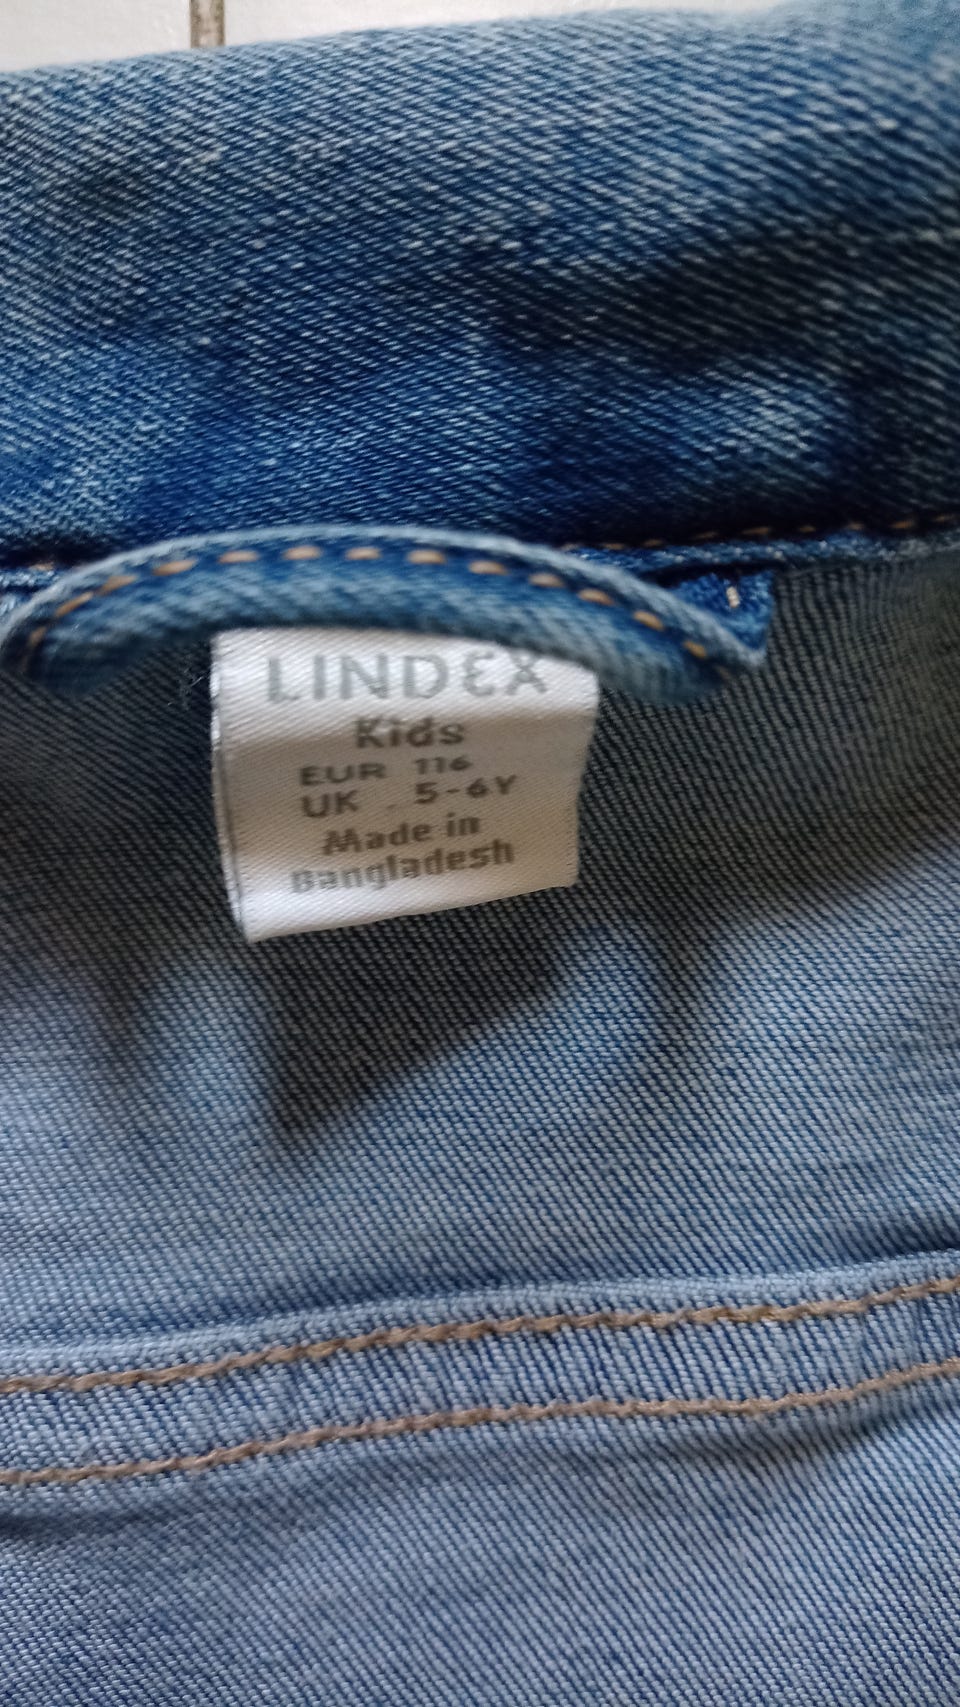 LINDEX
Kids
EUR 116
UK 5-6Y
Made in
Bangladesh